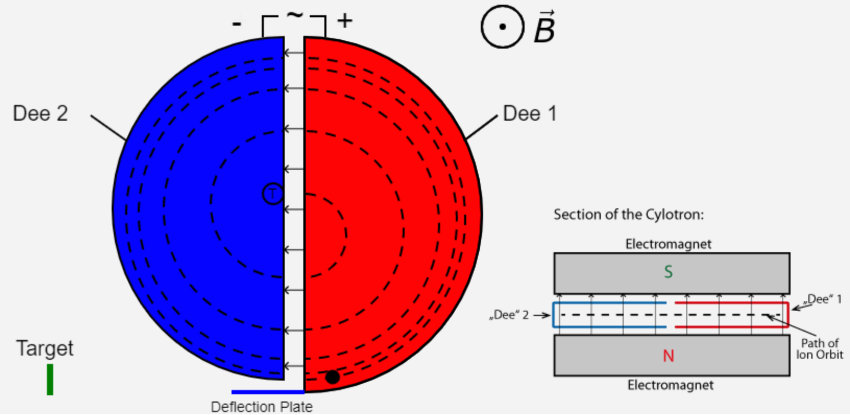 - ~ +
B
Dee 2
Dee 1
T
Section of the Cylotron:
Electromagnet
S
„Dee“ 2
„Dee“ 1
Path of
Ion Orbit
N
Electromagnet
Target
Deflection Plate